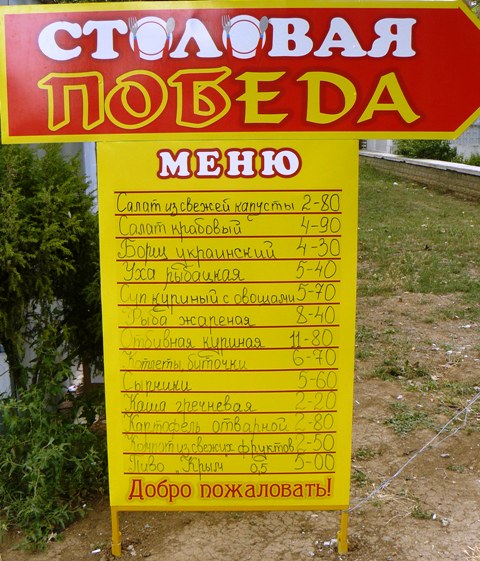 СТОЛОВАЯ
ПОБЕDА
МЕНЮ
Салат из свежей капусты 2-80
Салат крабовый 4-90
Борщ украинский 4-30
Уха рыбацкая 5-40
Суп куриный с овощами 5-70
Рыба жареная 8-40
Отбивная куриная 11-80
Котлеты, биточки 6-70
Сырники 5-60
Каша гречневая 2-20
Картофель отварной 2-80
Компот из свежих фруктов 2-50
Пиво "Крым" 0,5 5-00
Добро пожаловать!